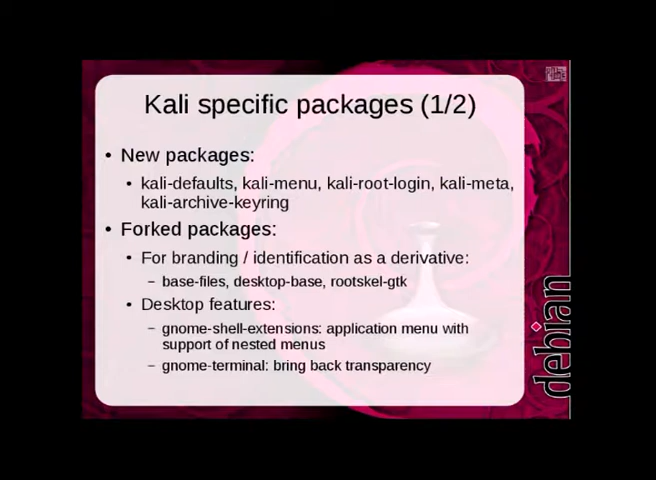 Kali specific packages (1/2)
• New packages:
• kali-defaults, kali-menu, kali-root-login, kali-meta,
kali-archive-keyring
• Forked packages:
• For branding / identification as a derivative:
– base-files, desktop-base, rootskel-gtk
• Desktop features:
– gnome-shell-extensions: application menu with
support of nested menus
– gnome-terminal: bring back transparency
debian